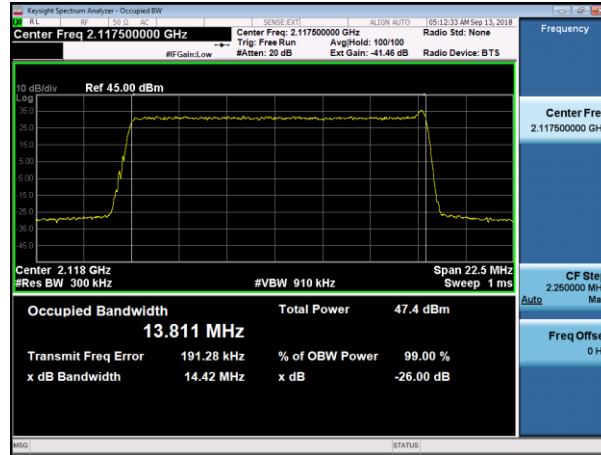 Keysight Spectrum Analyzer - Occupied BW
RL RF 50 Ω AC SENSE:EXT ALIGN AUTO 05:12:33 AM Sep 13, 2018
Center Freq 2.117500000 GHz
Center Freq: 2.117500000 GHz Radio Std: None
Trig: Free Run Avg|Hold: 100/100
#IFGain:Low #Atten: 20 dB Ext Gain: -41.46 dB Radio Device: BTS
Frequency
10 dB/div Ref 45.00 dBm
Log
35.0
25.0
15.0
5.00
-5.00
-15.0
-25.0
-35.0
-45.0
Center 2.118 GHz Span 22.5 MHz
#Res BW 300 kHz #VBW 910 kHz Sweep 1 ms
Occupied Bandwidth Total Power 47.4 dBm
13.811 MHz
Transmit Freq Error 191.28 kHz % of OBW Power 99.00 %
x dB Bandwidth 14.42 MHz x dB -26.00 dB
Center Fre
2.117500000 GH
CF Ste
2.250000 MH
Auto Ma
Freq Offse
0 H
MSG STATUS